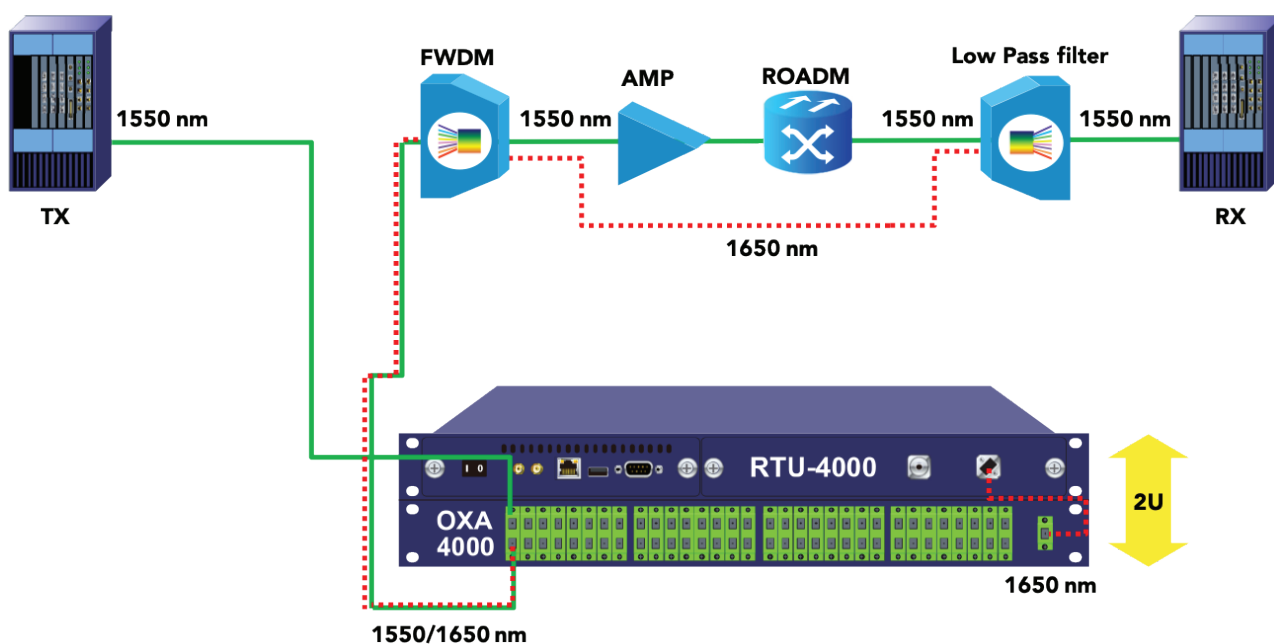 FWDM
AMP
ROADM
Low Pass filter
1550 nm
1550 nm
1550 nm
1550 nm
TX
RX
1650 nm
I 0
RTU-4000
2U
OXA
4000
1650 nm
1550/1650 nm